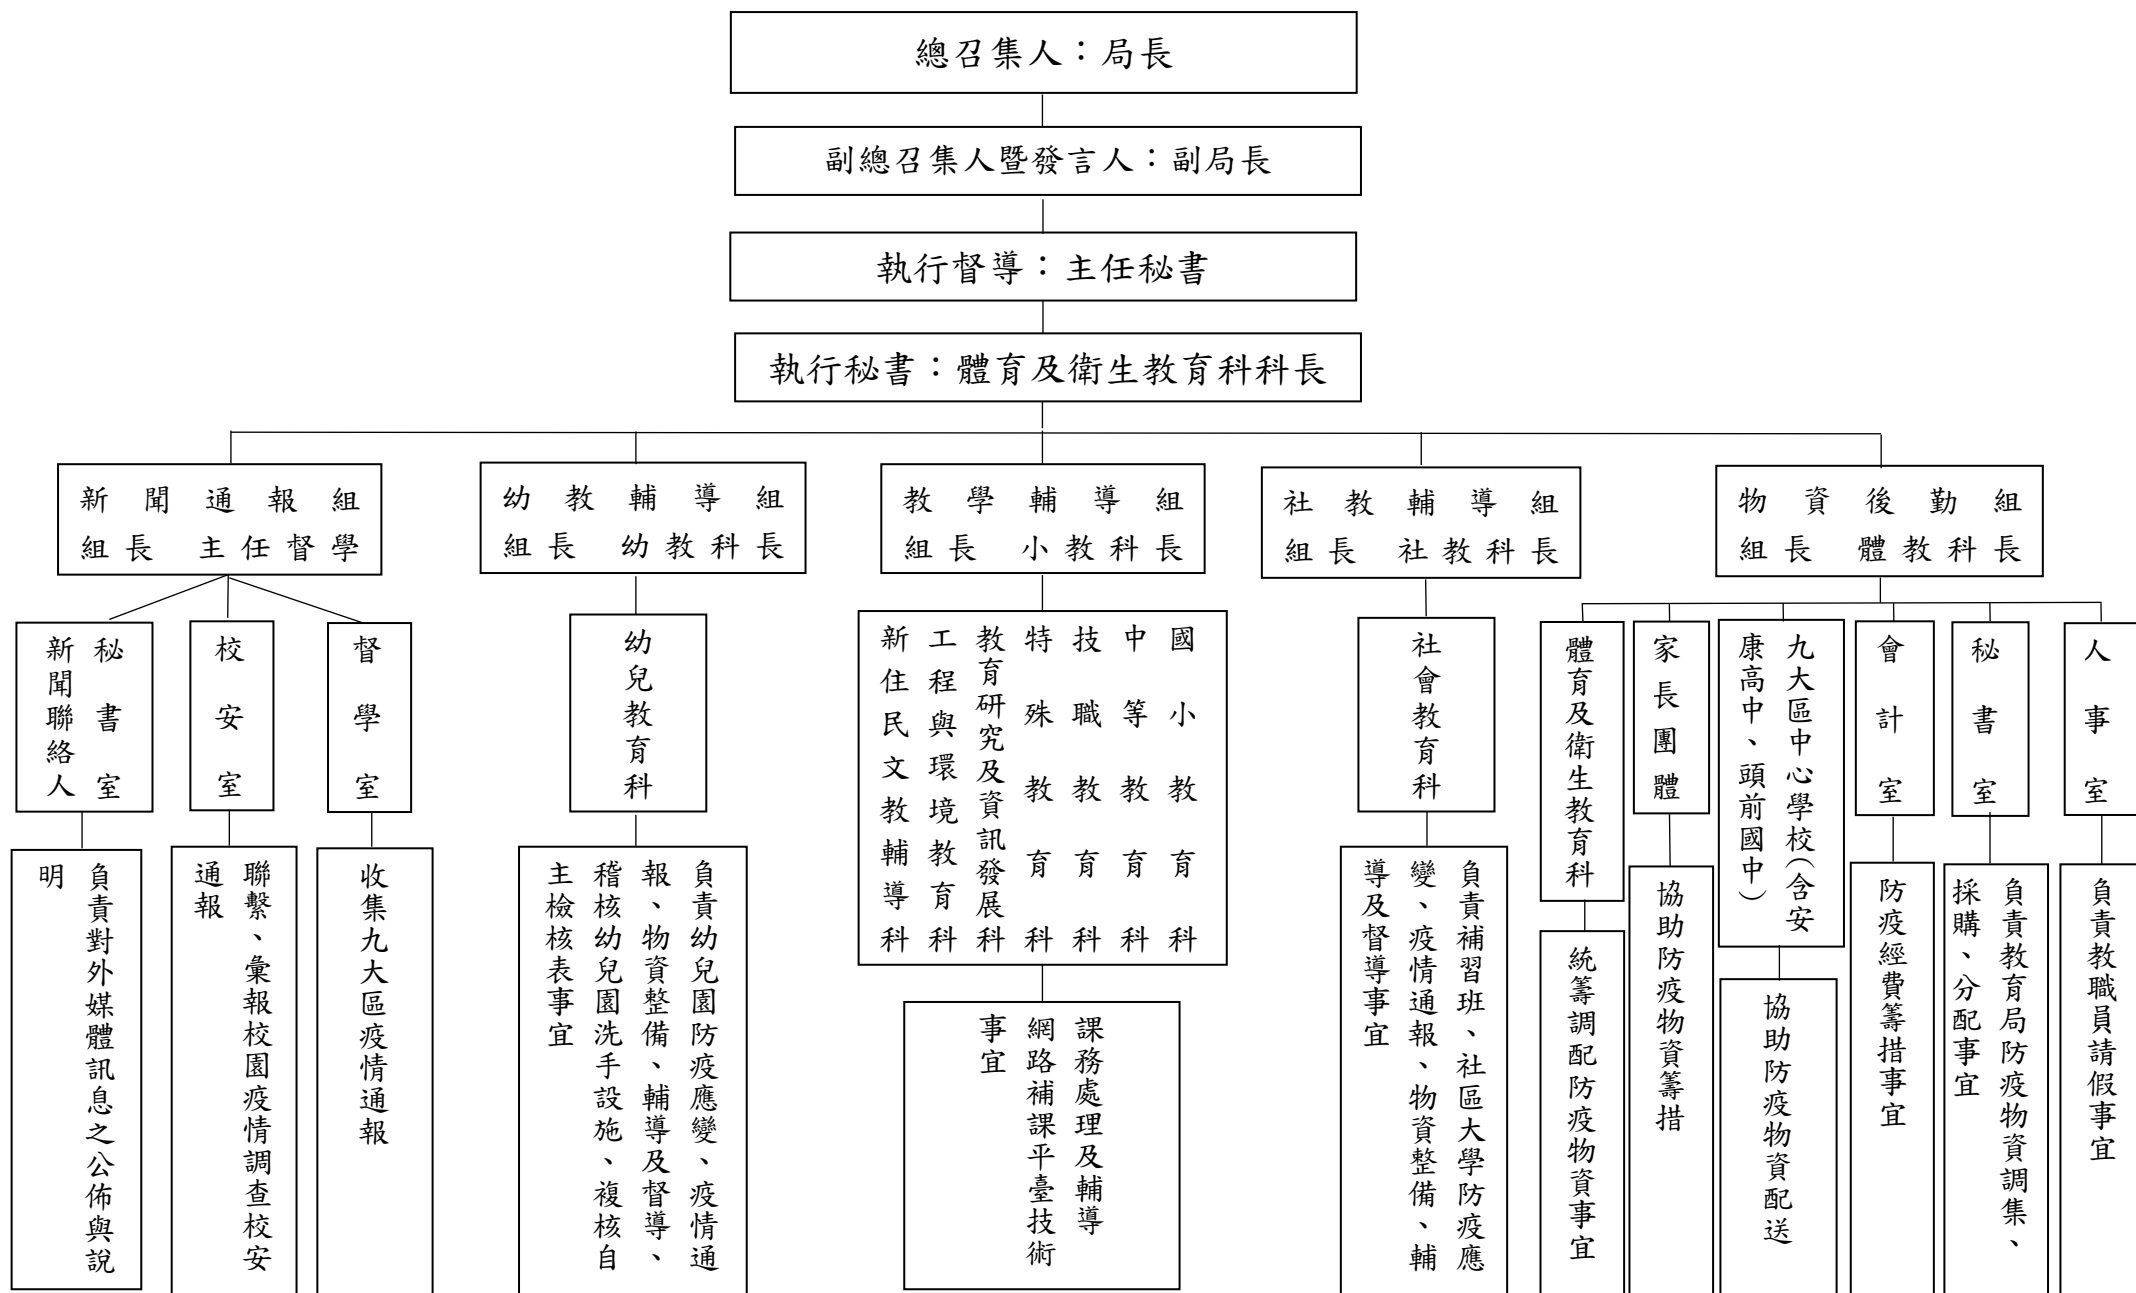 總召集人：局長
副總召集人暨發言人：副局長
執行督導：主任秘書
執行秘書：體育及衛生教育科科長
新聞通報組
組長 主任督學
幼教輔導組
組長 幼教科長
教學輔導組
組長 小教科長
社教輔導組
組長 社教科長
物資後勤組
組長 體教科長
秘書室
新聞聯絡人
校安室
督學室
幼兒教育科
國小教育科
中等教育科
技職教育科
特殊教育科
教育研究及資訊發展科
工程與環境教育科
新住民文教輔導科
社會教育科
體育及衛生教育科
家長團體
九大區中心學校(含安
康高中、頭前國中)
會計室
秘書室
人事室
負責對外媒體訊息之公佈與說
明
聯繫、彙報校園疫情調查校安
通報
收集九大區疫情通報
負責幼兒園防疫應變、疫情通
報、物資整備、輔導及督導、
稽核幼兒園洗手設施、複核自
主檢核表事宜
課務處理及輔導
網路補課平臺技術
事宜
負責補習班、社區大學防疫應
變、疫情通報、物資整備、輔
導及督導事宜
統籌調配防疫物資事宜
協助防疫物資籌措
協助防疫物資配送
防疫經費籌措事宜
負責教育局防疫物資調集、
採購、分配事宜
負責教職員請假事宜